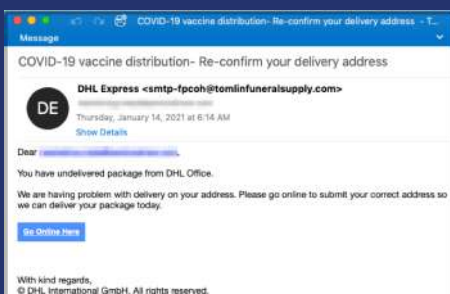 COVID-19 vaccine distribution- Re-confirm your delivery address - T...
Message
COVID-19 vaccine distribution- Re-confirm your delivery address
DE
DHL Express <smtp-fpcoh@tomlinfuneralsupply.com>
Thursday, January 14, 2021 at 6:14 AM
Show Details
Dear
You have undelivered package from DHL Office.
We are having problem with delivery on your address. Please go online to submit your correct address so
we can deliver your package today.
Go Online Here
With kind regards,
© DHL International GmbH. All rights reserved.